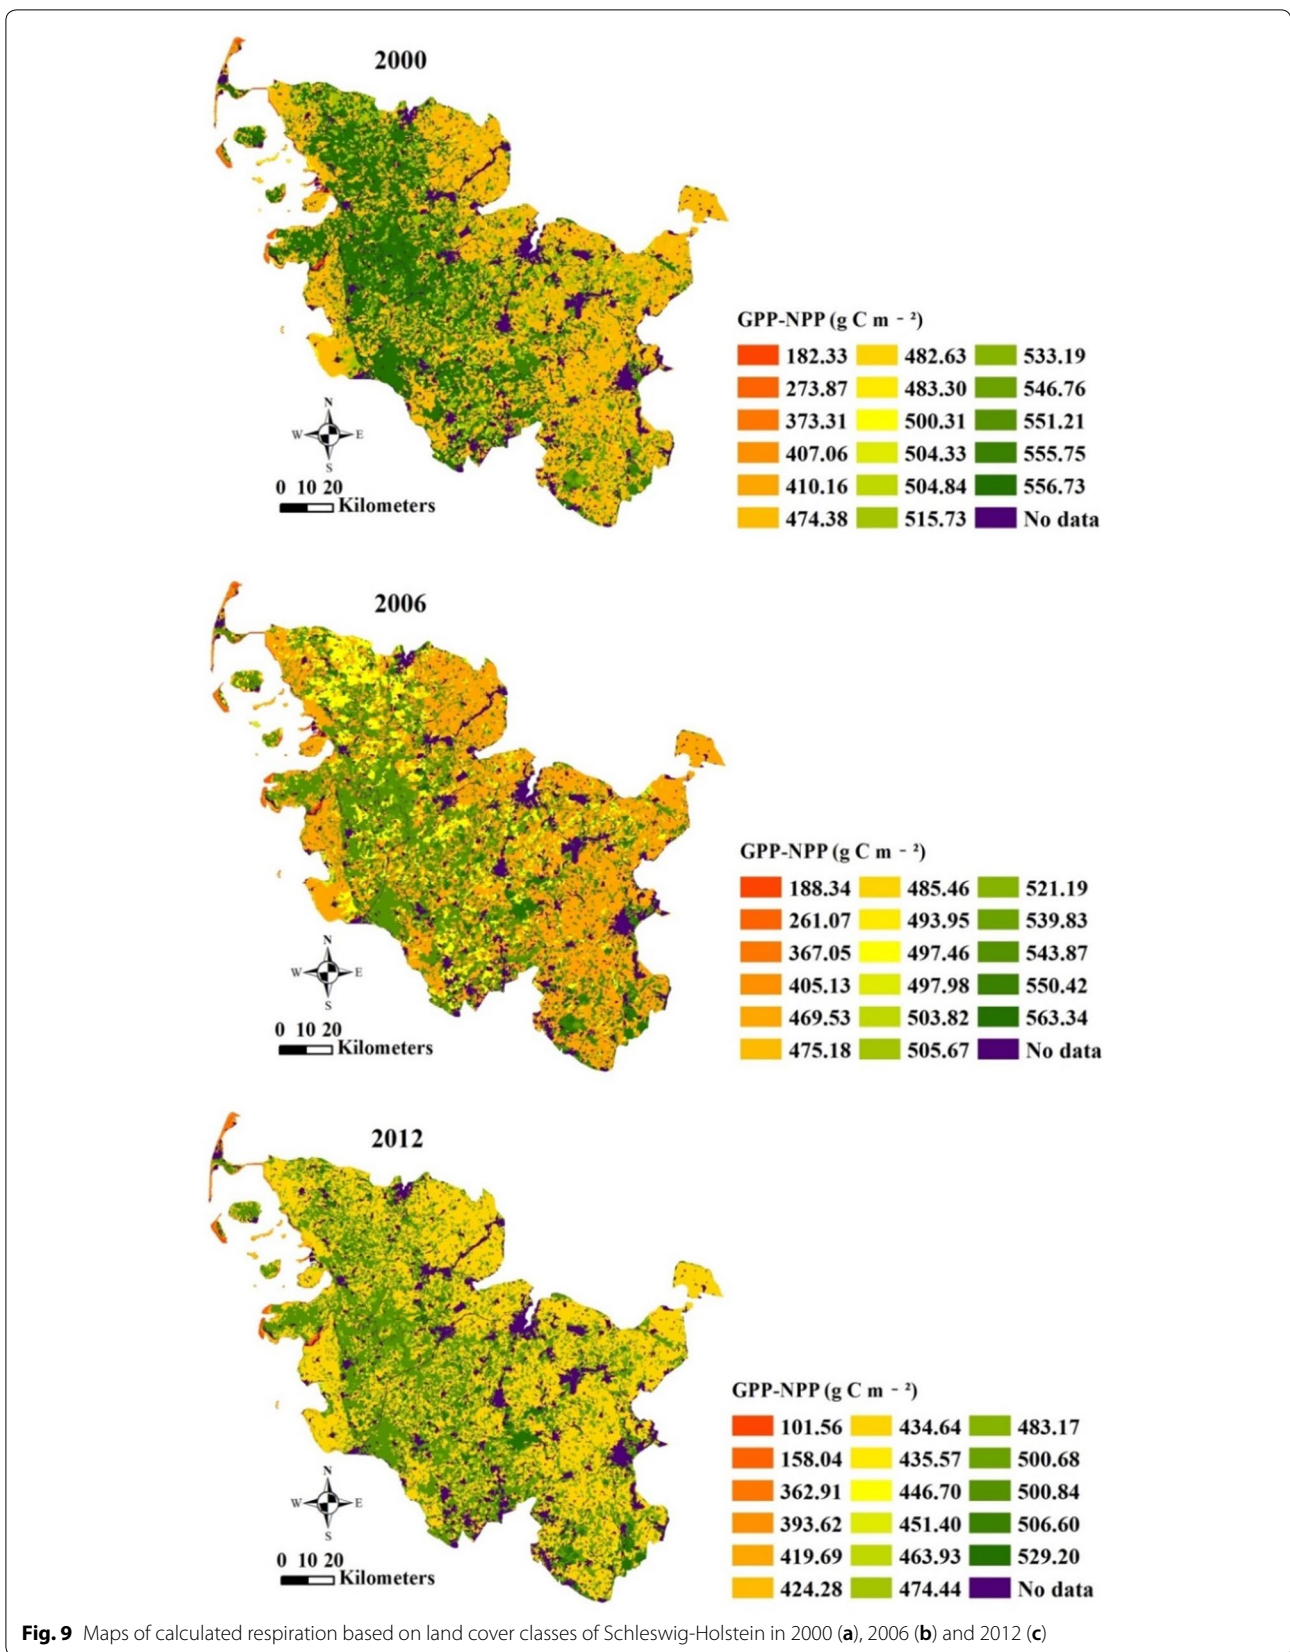 2000
GPP-NPP (g C m - ²)
182.33 482.63 533.19
273.87 483.30 546.76
373.31 500.31 551.21
407.06 504.33 555.75
410.16 504.84 556.73
474.38 515.73 No data
N
W E
S
0 10 20
Kilometers
2006
GPP-NPP (g C m - ²)
188.34 485.46 521.19
261.07 493.95 539.83
367.05 497.46 543.87
405.13 497.98 550.42
469.53 503.82 563.34
475.18 505.67 No data
N
W E
S
0 10 20
Kilometers
2012
GPP-NPP (g C m - ²)
101.56 434.64 483.17
158.04 435.57 500.68
362.91 446.70 500.84
393.62 451.40 506.60
419.69 463.93 529.20
424.28 474.44 No data
N
W E
S
0 10 20
Kilometers
Fig. 9 Maps of calculated respiration based on land cover classes of Schleswig-Holstein in 2000 (a), 2006 (b) and 2012 (c)